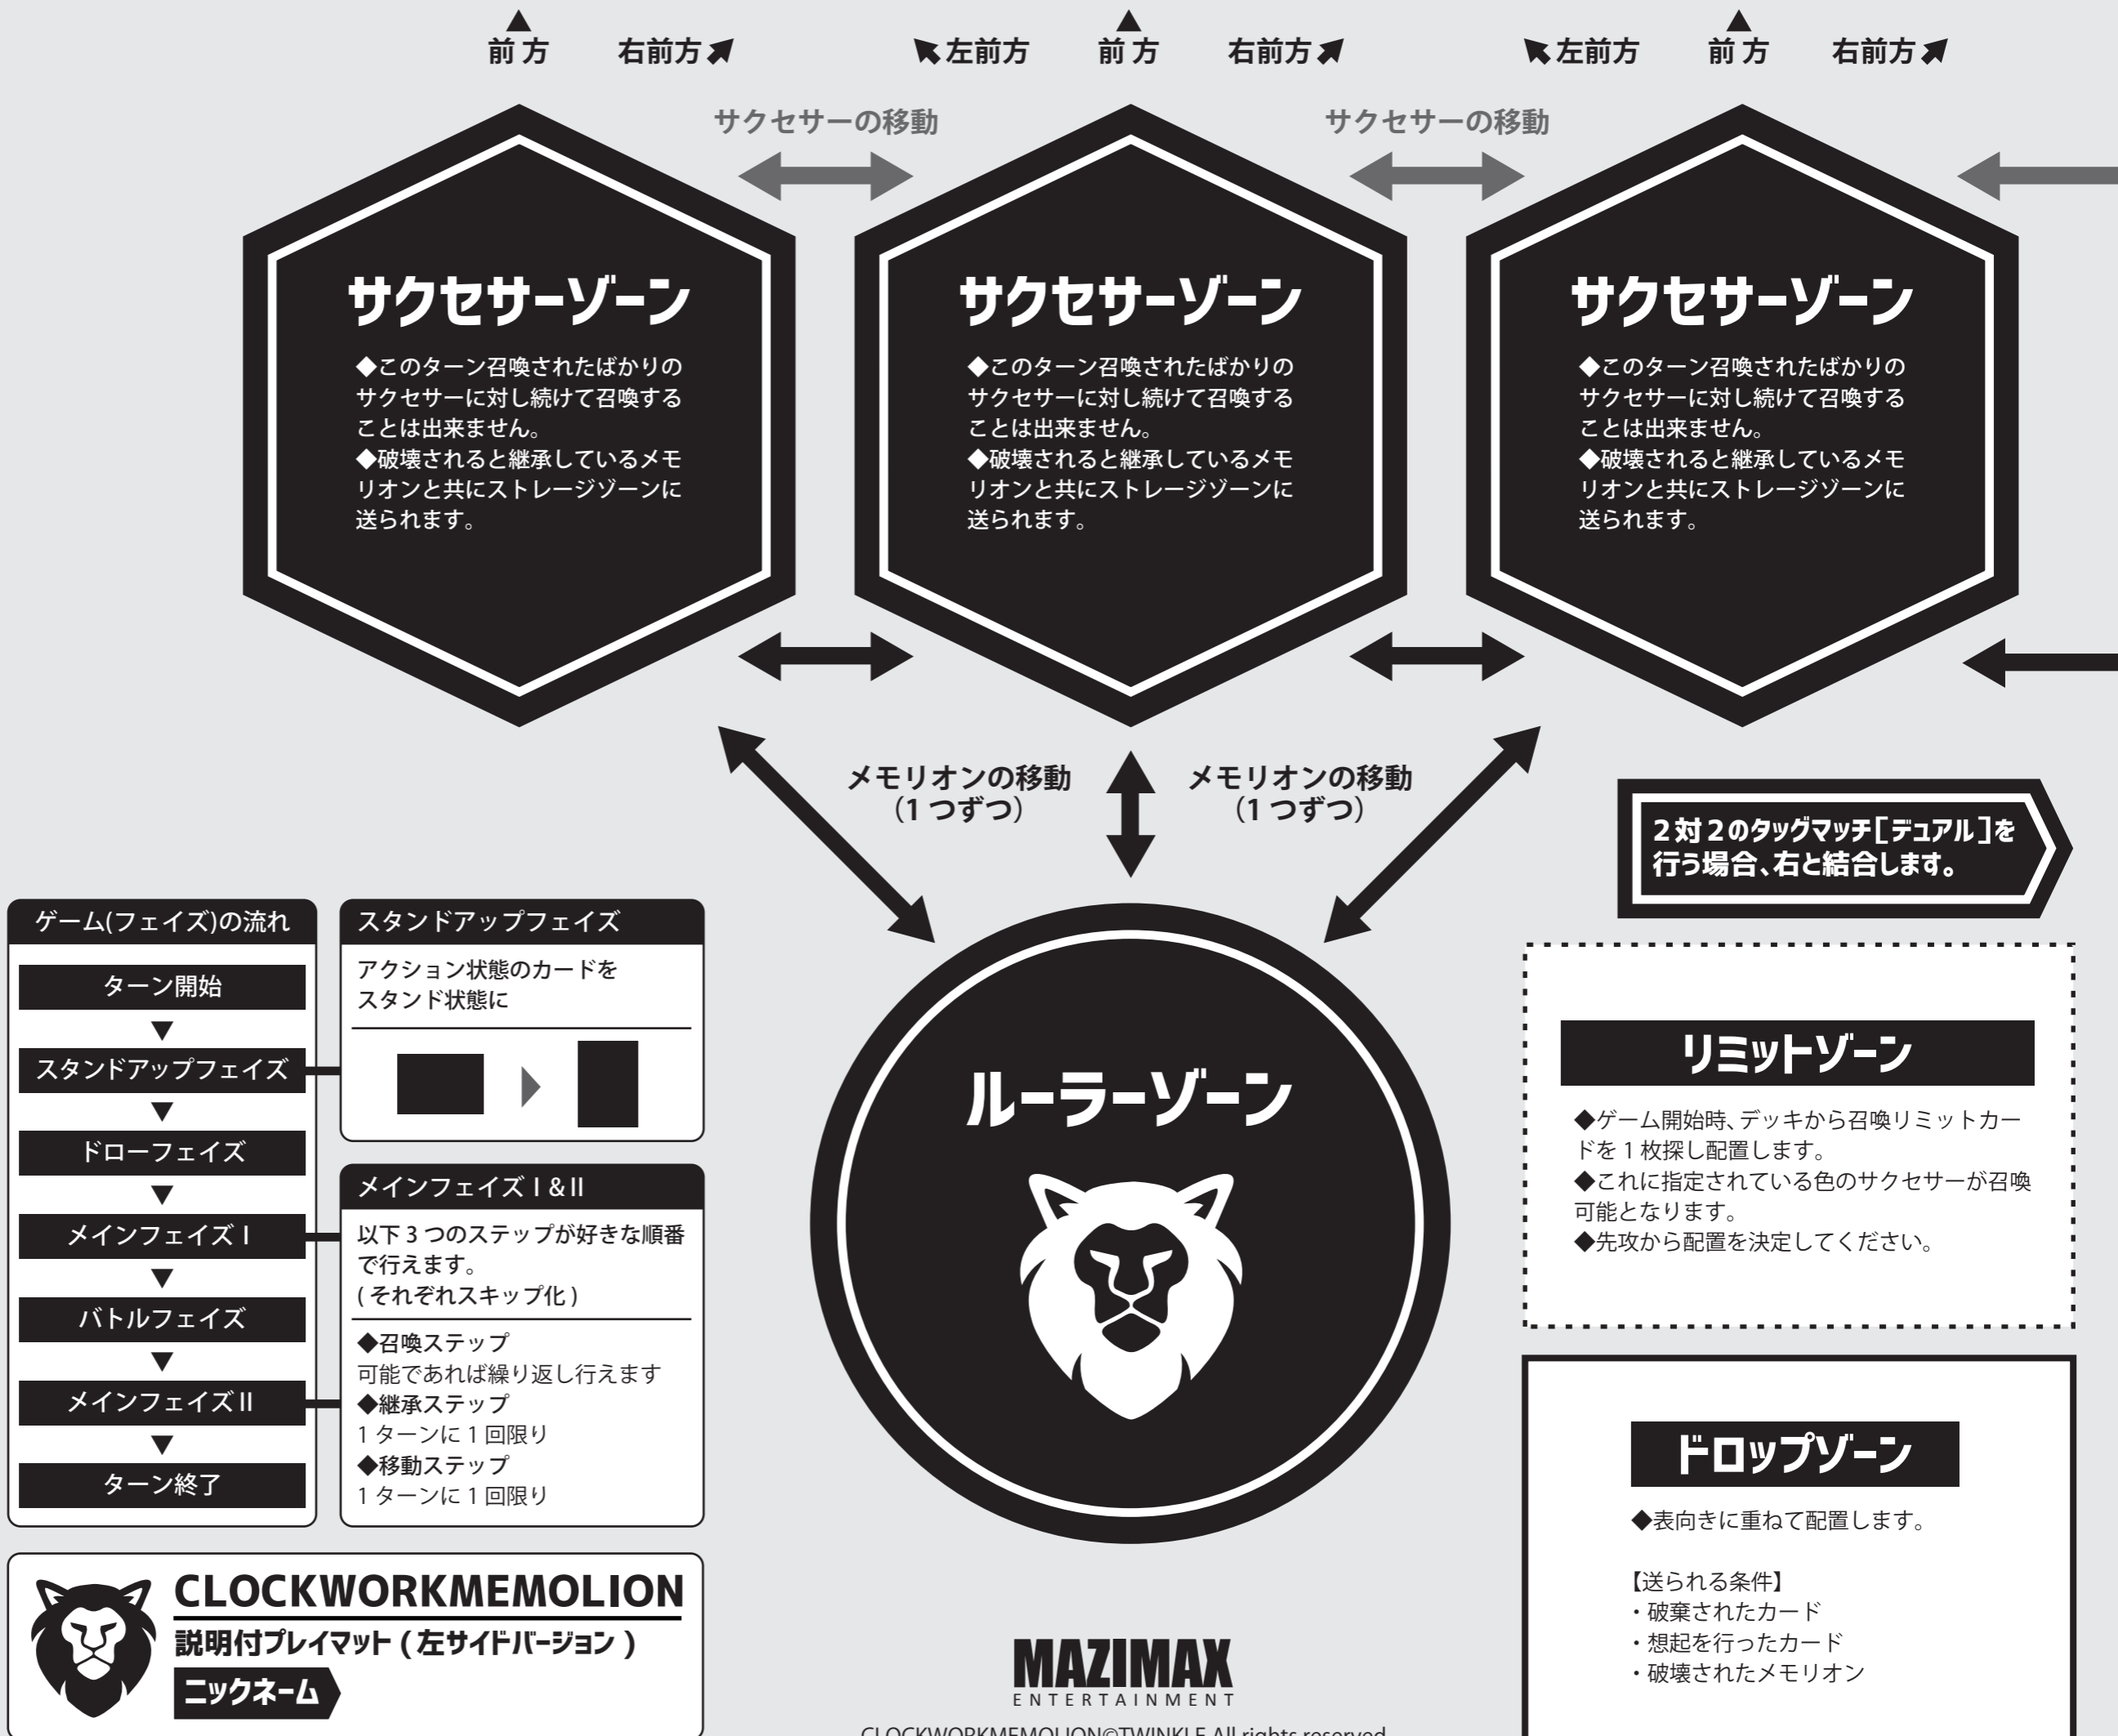 前方
右前方
左前方
前方
右前方
左前方
前方
右前方
サクセサーの移動
サクセサーの移動
サクセサーゾーン
◆このターン召喚されたばかりの
サクセサーに対し続けて召喚する
ことは出来ません。
◆破壊されると継承しているメモ
リオンと共にストレージゾーンに
送られます。
サクセサーゾーン
◆このターン召喚されたばかりの
サクセサーに対し続けて召喚する
ことは出来ません。
◆破壊されると継承しているメモ
リオンと共にストレージゾーンに
送られます。
サクセサーゾーン
◆このターン召喚されたばかりの
サクセサーに対し続けて召喚する
ことは出来ません。
◆破壊されると継承しているメモ
リオンと共にストレージゾーンに
送られます。
メモリオンの移動
(1つずつ)
メモリオンの移動
(1つずつ)
2対2のタッグマッチ[デュアル]を
行う場合、右と結合します。
ゲーム(フェイズ)の流れ
ターン開始
スタンドアップフェイズ
ドローフェイズ
メインフェイズⅠ
バトルフェイズ
メインフェイズⅡ
ターン終了
スタンドアップフェイズ
アクション状態のカードを
スタンド状態に
メインフェイズⅠ&Ⅱ
以下3つのステップが好きな順番
で行えます。
(それぞれスキップ化)
◆召喚ステップ
可能であれば繰り返し行えます
◆継承ステップ
1ターンに1回限り
◆移動ステップ
1ターンに1回限り
ルーラーゾーン
リミットゾーン
◆ゲーム開始時、デッキから召喚リミットカー
ドを1枚探し配置します。
◆これに指定されている色のサクセサーが召喚
可能となります。
◆先攻から配置を決定してください。
ドロップゾーン
◆表向きに重ねて配置します。
【送られる条件】
・破棄されたカード
・想起を行ったカード
・破壊されたメモリオン
CLOCKWORKMEMOLION
説明付プレイマット(左サイドバージョン)
ニックネーム
MAZIMAX
ENTERTAINMENT
CLOCKWORKMEMOLION©TWINKLE All rights reserved